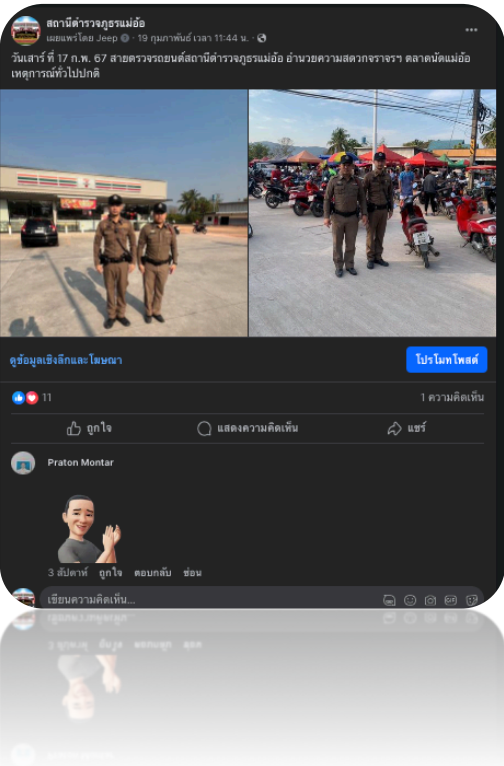 สถานีตำรวจภูธรแม่อ้อ
เผยแพร่โดย Jeep · 19 กุมภาพันธ์ เวลา 11:44 น. ·
วันเสาร์ ที่ 17 ก.พ. 67 สายตรวจรถยนต์สถานีตำรวจภูธรแม่อ้อ อำนวยความสดวกจราจรฯ ตลาดนัดแม่อ้อ
เหตุการณ์ทั่วไปปกติ
ดูข้อมูลเชิงลึกและโฆษณา
โปรโมทโพสต์
11
1 ความคิดเห็น
ถูกใจ
แสดงความคิดเห็น
แชร์
Praton Montar
3 สัปดาห์ ถูกใจ ตอบกลับ ซ่อน
เขียนความคิดเห็น...
GIF